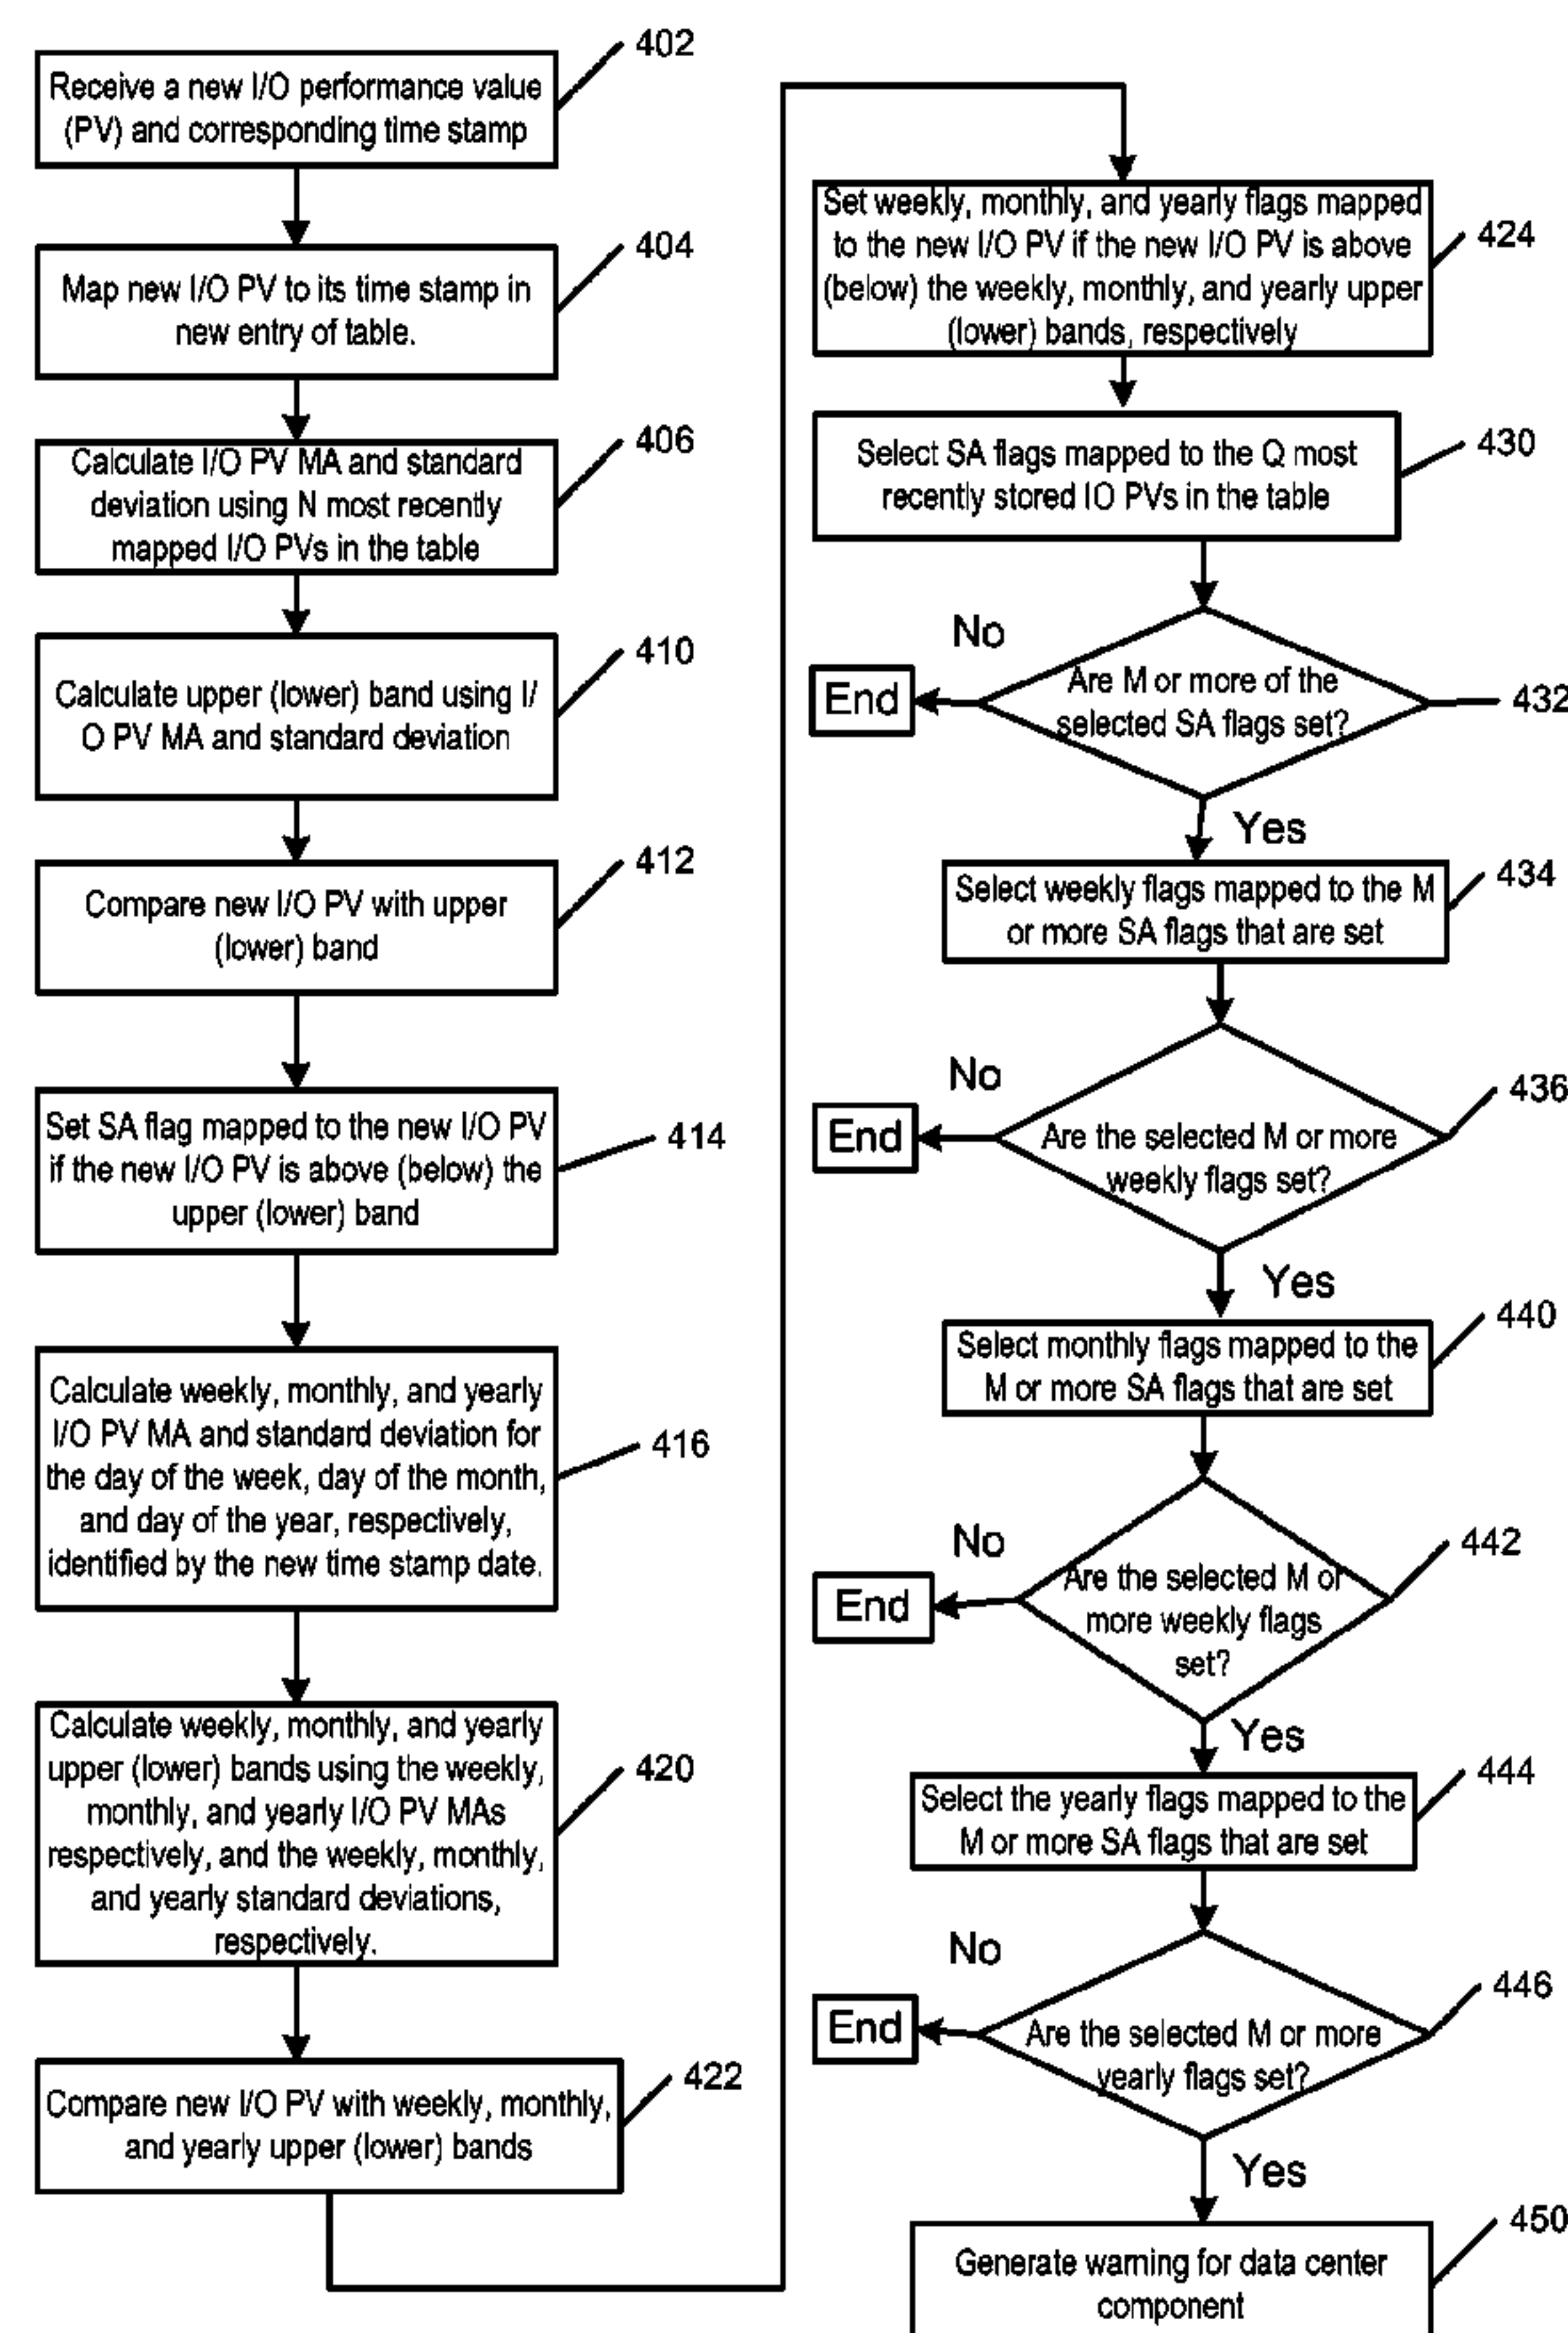 402
Receive a new I/O performance value
(PV) and corresponding time stamp
404
Map new I/O PV to its time stamp in
new entry of table.
406
Calculate I/O PV MA and standard
deviation using N most recently
mapped I/O PVs in the table
410
Calculate upper (lower) band using I/
O PV MA and standard deviation
412
Compare new I/O PV with upper
(lower) band
414
Set SA flag mapped to the new I/O PV
if the new I/O PV is above (below) the
upper (lower) band
416
Calculate weekly, monthly, and yearly
I/O PV MA and standard deviation for
the day of the week, day of the month,
and day of the year, respectively,
identified by the new time stamp date.
420
Calculate weekly, monthly, and yearly
upper (lower) bands using the weekly,
monthly, and yearly I/O PV MAs
respectively, and the weekly, monthly,
and yearly standard deviations,
respectively.
422
Compare new I/O PV with weekly, monthly,
and yearly upper (lower) bands
424
Set weekly, monthly, and yearly flags mapped
to the new I/O PV if the new I/O PV is above
(below) the weekly, monthly, and yearly upper
(lower) bands, respectively
430
Select SA flags mapped to the Q most
recently stored IO PVs in the table
No
End
Are M or more of the
selected SA flags set?
432
Yes
434
Select weekly flags mapped to the M
or more SA flags that are set
No
End
436
Are the selected M or more
weekly flags set?
Yes
440
Select monthly flags mapped to the
M or more SA flags that are set
No
End
442
Are the selected M or
more weekly flags
set?
Yes
444
Select the yearly flags mapped to the
M or more SA flags that are set
No
End
446
Are the selected M or more
yearly flags set?
Yes
450
Generate warning for data center
component